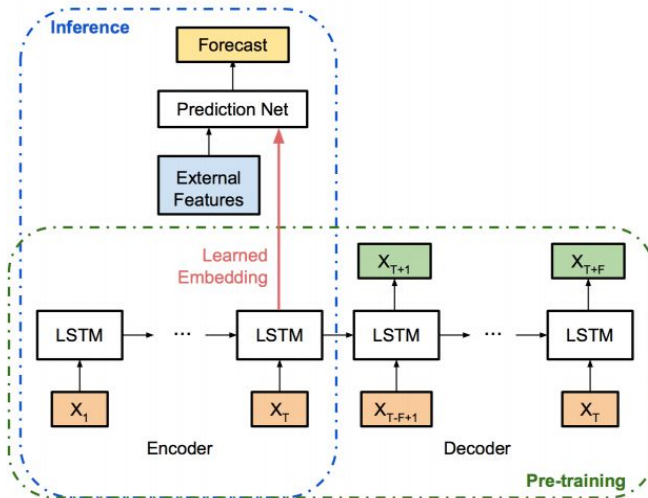 Inference
Forecast
Prediction Net
External
Features
Learned
Embedding
X_{T+1}
X_{T+F}
LSTM
...
LSTM
LSTM
...
LSTM
X_1
X_T
X_{T-F+1}
X_T
Encoder
Decoder
Pre-training